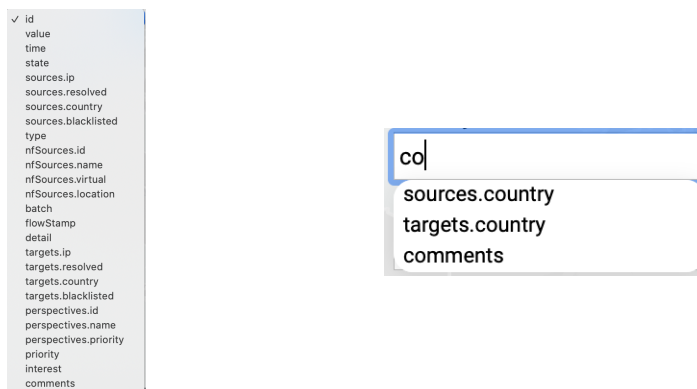 ✓ id
value
time
state
sources.ip
sources.resolved
sources.country
sources.blacklisted
type
nfSources.id
nfSources.name
nfSources.virtual
nfSources.location
batch
flowStamp
detail
targets.ip
targets.resolved
targets.country
targets.blacklisted
perspectives.id
perspectives.name
perspectives.priority
priority
interest
comments
co
sources.country
targets.country
comments